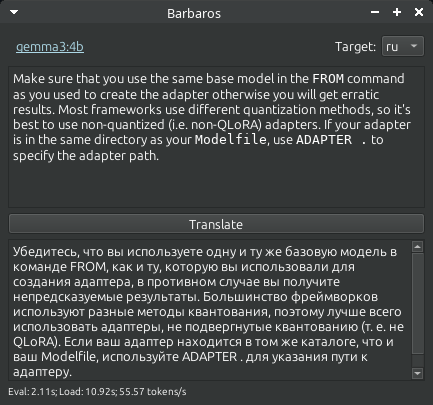 Barbaros
gemma3:4b
Target: ru
Make sure that you use the same base model in the FROM command
as you used to create the adapter otherwise you will get erratic
results. Most frameworks use different quantization methods, so it's
best to use non-quantized (i.e. non-QLoRA) adapters. If your adapter
is in the same directory as your Modelfile, use ADAPTER . to
specify the adapter path.
Translate
Убедитесь, что вы используете одну и ту же базовую модель в
команде FROM, как и ту, которую вы использовали для
создания адаптера, в противном случае вы получите
непредсказуемые результаты. Большинство фреймворков
используют разные методы квантования, поэтому лучше всего
использовать адаптеры, не подвергнутые квантованию (т. е. не
QLoRA). Если ваш адаптер находится в том же каталоге, что и
ваш Modelfile, используйте ADAPTER . для указания пути к
адаптеру.
Eval: 2.11s; Load: 10.92s; 55.57 tokens/s